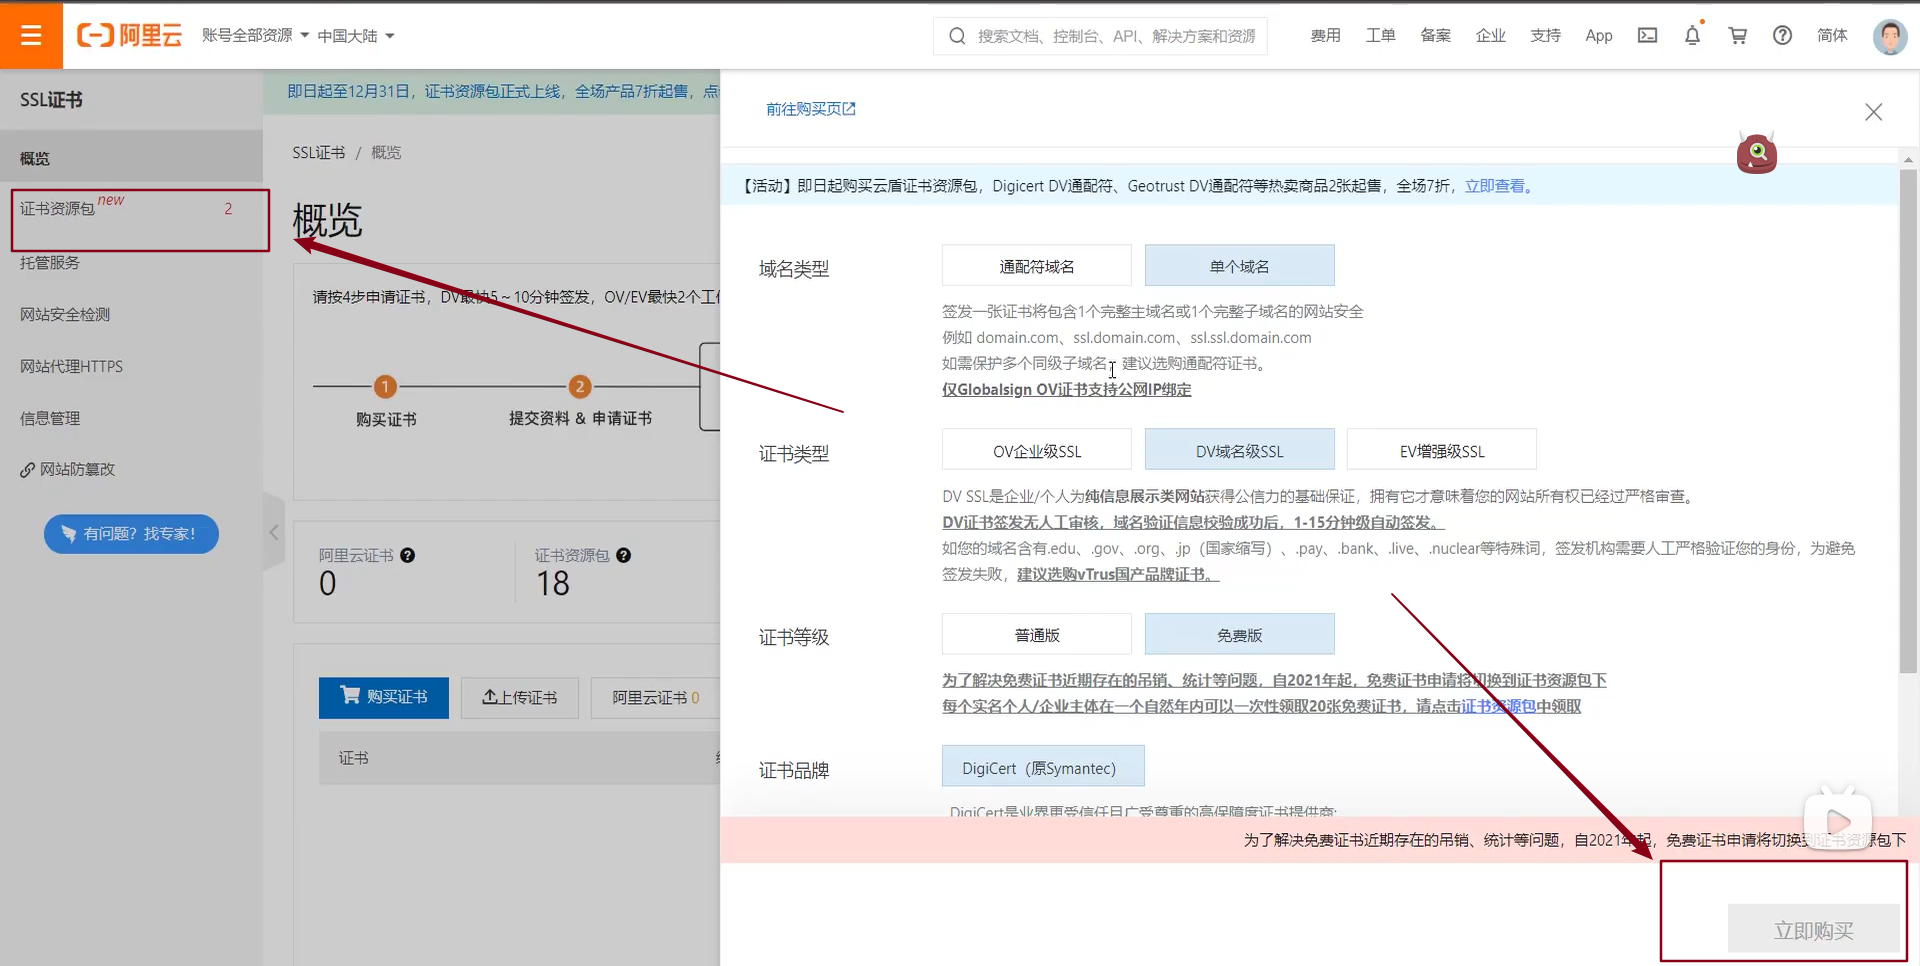 阿里云
账号全部资源
中国大陆
搜索文档、控制台、API、解决方案和资源
费用
工单
备案
企业
支持
App
简体
SSL证书
概览
证书资源包 new 2
托管服务
网站安全检测
网站代理HTTPS
信息管理
网站防篡改
有问题？找专家！
即日起至12月31日，证书资源包正式上线，全场产品7折起售，点
SSL证书 / 概览
概览
请按4步申请证书，DV最快5～10分钟签发，OV/EV最快2个工
1
2
购买证书
提交资料 & 申请证书
阿里云证书
0
证书资源包
18
购买证书
上传证书
阿里云证书 0
证书
前往购买页
【活动】即日起购买云盾证书资源包，Digicert DV通配符、Geotrust DV通配符等热卖商品2张起售，全场7折，立即查看。
域名类型
通配符域名
单个域名
签发一张证书将包含1个完整主域名或1个完整子域名的网站安全
例如 domain.com、ssl.domain.com、ssl.ssl.domain.com
如需保护多个同级子域名，建议选购通配符证书。
仅Globalsign OV证书支持公网IP绑定
证书类型
OV企业级SSL
DV域名级SSL
EV增强级SSL
DV SSL是企业/个人为纯信息展示类网站获得公信力的基础保证，拥有它才意味着您的网站所有权已经过严格审查。
DV证书签发无人工审核，域名验证信息校验成功后，1-15分钟级自动签发。
如您的域名含有.edu、.gov、.org、.jp（国家缩写）、.pay、.bank、.live、.nuclear等特殊词，签发机构需要人工严格验证您的身份，为避免
签发失败，建议选购vTrus国产品牌证书。
证书等级
普通版
免费版
为了解决免费证书近期存在的吊销、统计等问题，自2021年起，免费证书申请将切换到证书资源包下
每个实名个人/企业主体在一个自然年内可以一次性领取20张免费证书，请点击证书资源包中领取
证书品牌
DigiCert（原Symantec）
DigiCert是业界更受信任且广受尊重的高保障度证书提供商;
为了解决免费证书近期存在的吊销、统计等问题，自2021年起，免费证书申请将切换到证书资源包下
立即购买